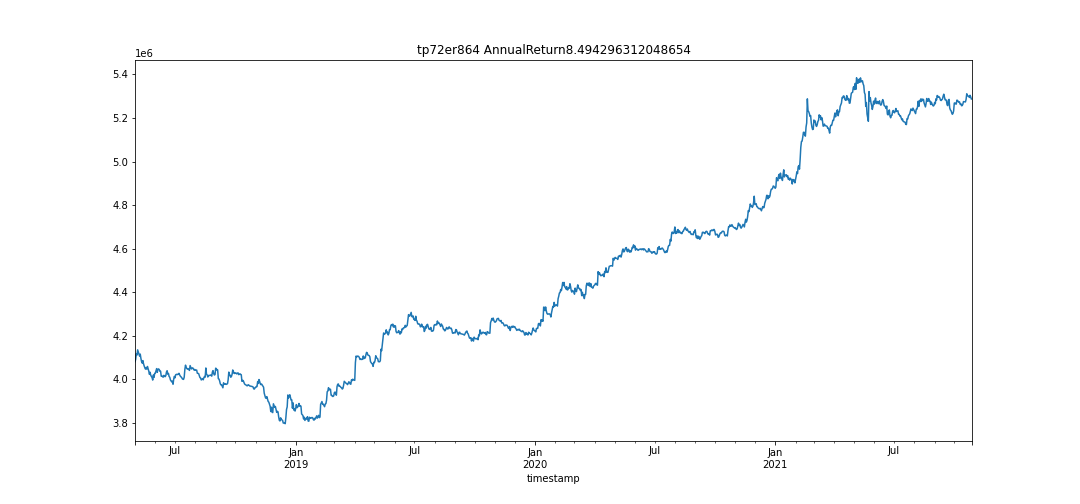 tp72er864 AnnualReturn8.494296312048654
1e6
5.4
5.2
5.0
4.8
4.6
4.4
4.2
4.0
3.8
Jul
Jan
2019
Jul
Jan
2020
Jul
Jan
2021
Jul
timestamp